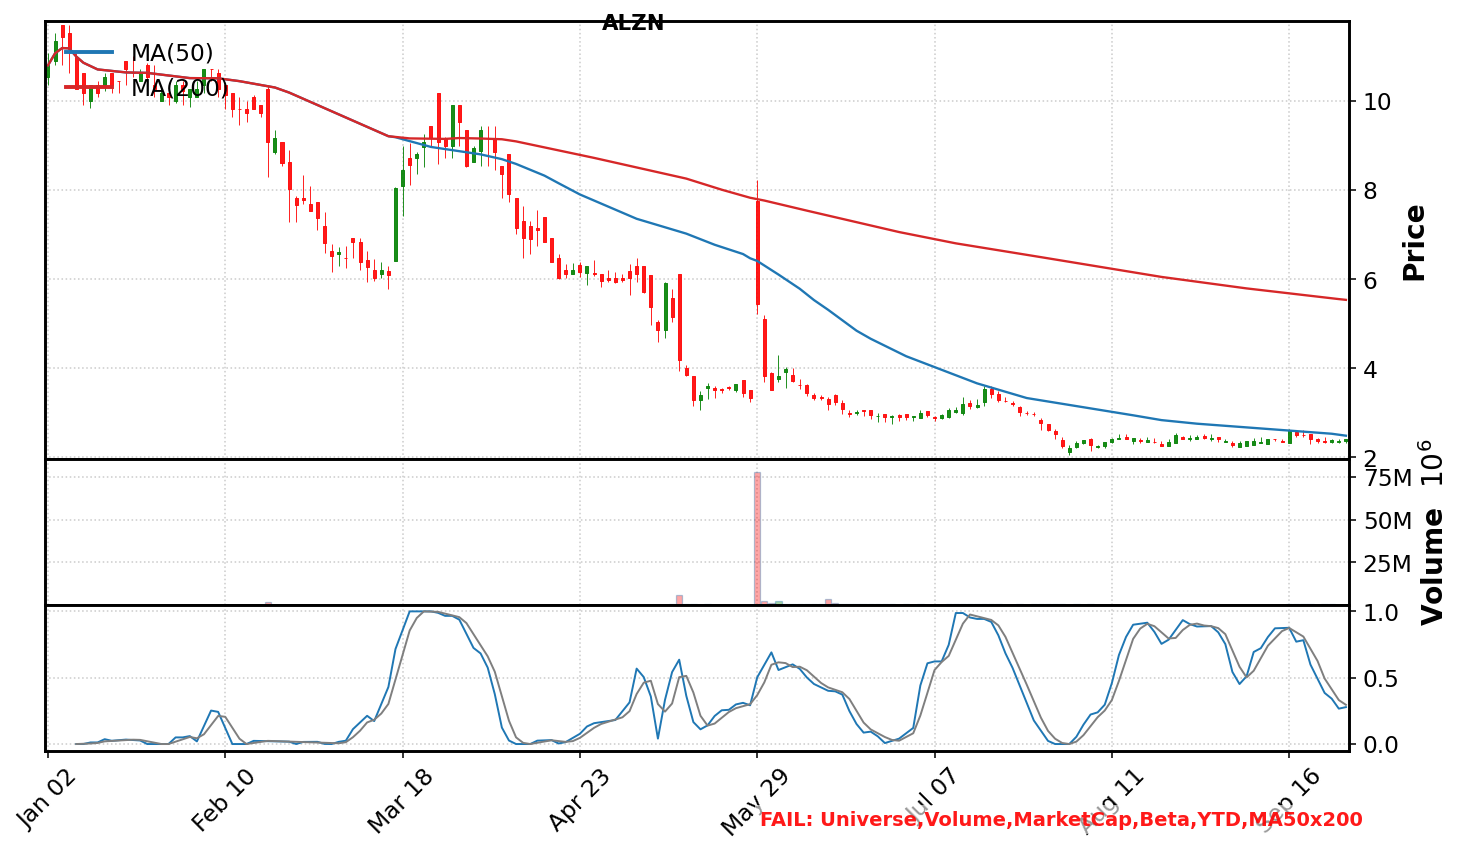 ALZN
MA(50)
MA(200)
10
8
6
4
2
Price
10^6
75M
50M
25M
Volume
1.0
0.5
0.0
Jan 02
Feb 10
Mar 18
Apr 23
May 29
Jul 07
Aug 11
Sep 16
FAIL: Universe,Volume,MarketCap,Beta,YTD,MA50x200